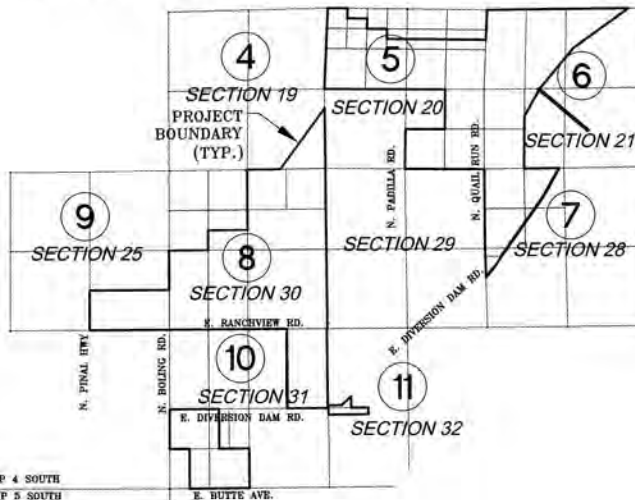 4
5
6
SECTION 19
SECTION 20
PROJECT
BOUNDARY
(TYP.)
SECTION 21
N. PADILLA RD.
N. QUAIL RUN RD.
9
7
SECTION 25
SECTION 29
SECTION 28
8
SECTION 30
E. DIVERSION DAM RD.
E. RANCHVIEW RD.
N. PINAL HWY
N. BOLING RD.
10
11
SECTION 31
E. DIVERSION DAM RD.
SECTION 32
P 4 SOUTH
P 5 SOUTH
E. BUTTE AVE.